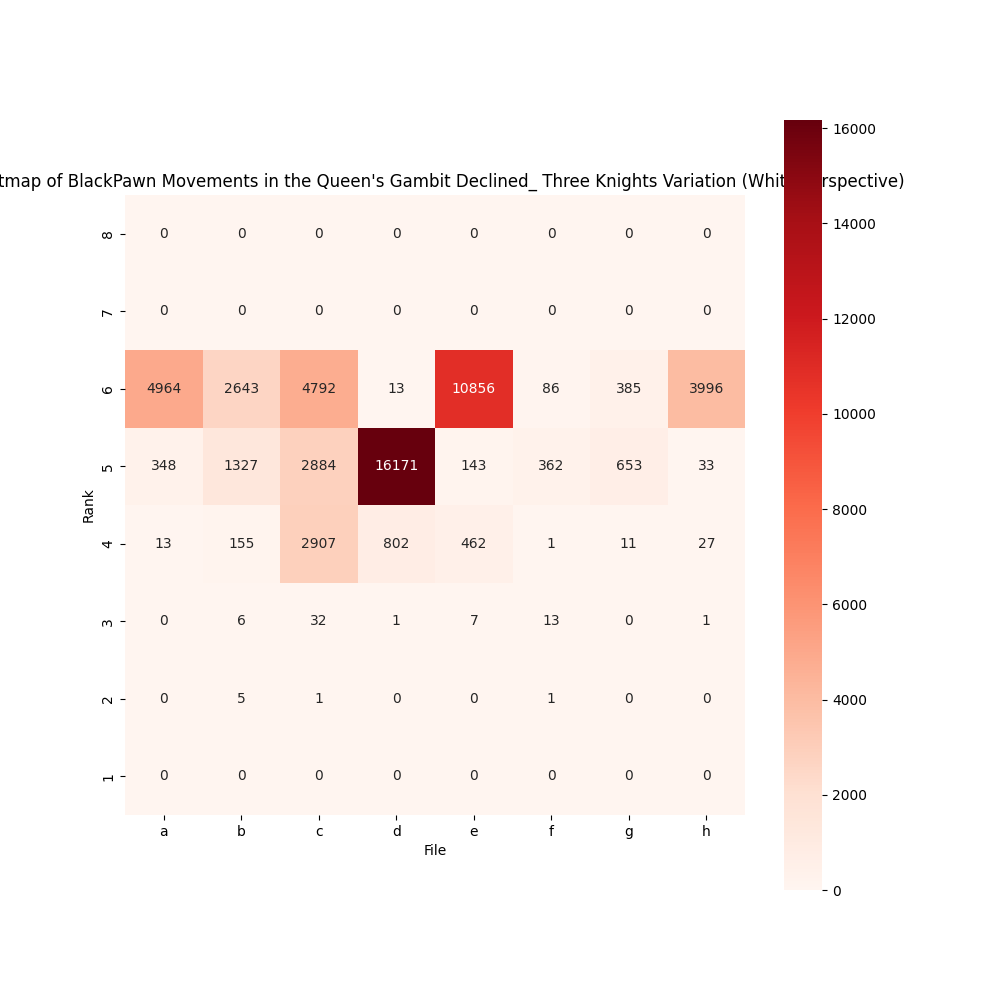 tmap of BlackPawn Movements in the Queen's Gambit Declined_ Three Knights Variation (Whit erspective)
16000
14000
12000
10000
8000
6000
4000
2000
0
8 0 0 0 0 0 0 0 0
7 0 0 0 0 0 0 0 0
6 4964 2643 4792 13 10856 86 385 3996
5 348 1327 2884 16171 143 362 653 33
Rank
4 13 155 2907 802 462 1 11 27
3 0 6 32 1 7 13 0 1
2 0 5 1 0 0 1 0 0
1 0 0 0 0 0 0 0 0
a b c d e f g h
File